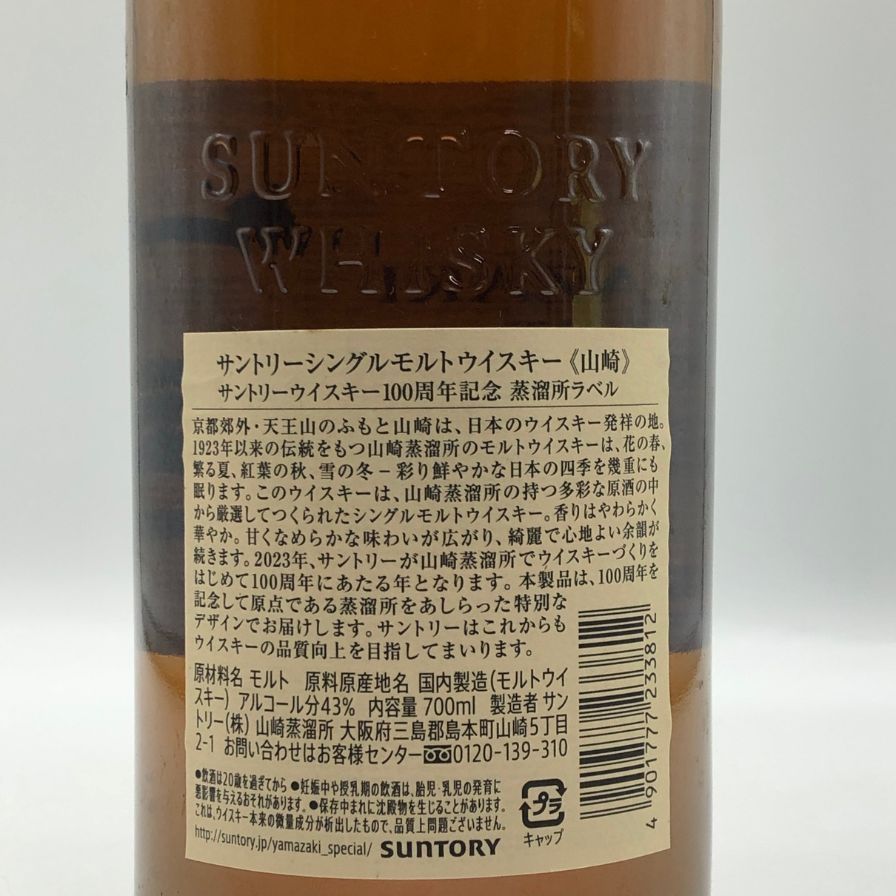 SUNTORY
WHISKY
サントリーシングルモルトウイスキー《山崎》
サントリーウイスキー100周年記念 蒸溜所ラベル
京都郊外・天王山のふもと山崎は、日本のウイスキー発祥の地。
1923年以来の伝統をもつ山崎蒸溜所のモルトウイスキーは、花の春、
繁る夏、紅葉の秋、雪の冬－彩り鮮やかな日本の四季を幾重にも
眠ります。このウイスキーは、山崎蒸溜所の持つ多彩な原酒の中
から厳選してつくられたシングルモルトウイスキー。香りはやわらかく
華やか。甘くなめらかな味わいが広がり、綺麗で心地よい余韻が
続きます。2023年、サントリーが山崎蒸溜所でウイスキーづくりを
はじめて100周年にあたる年となります。本製品は、100周年を
記念して原点である蒸溜所をあしらった特別な
デザインでお届けします。サントリーはこれからも
ウイスキーの品質向上を目指してまいります。
原材料名 モルト 原料原産地名 国内製造(モルトウイ
スキー) アルコール分43% 内容量 700ml 製造者 サン
トリー(株) 山崎蒸溜所 大阪府三島郡島本町山崎5丁目
2-1 お問い合わせはお客様センター 0120-139-310
●飲酒は20歳を過ぎてから ●妊娠中や授乳期の飲酒は、胎児・乳児の発育に
悪影響を与えるおそれがあります。●保存中まれに沈殿物を生じることがあります。
これは、ウイスキー本来の微量成分が析出したもので、品質上問題ございません。
http://suntory.jp/yamazaki_special/ SUNTORY
プラ
キャップ
4 901777 233812